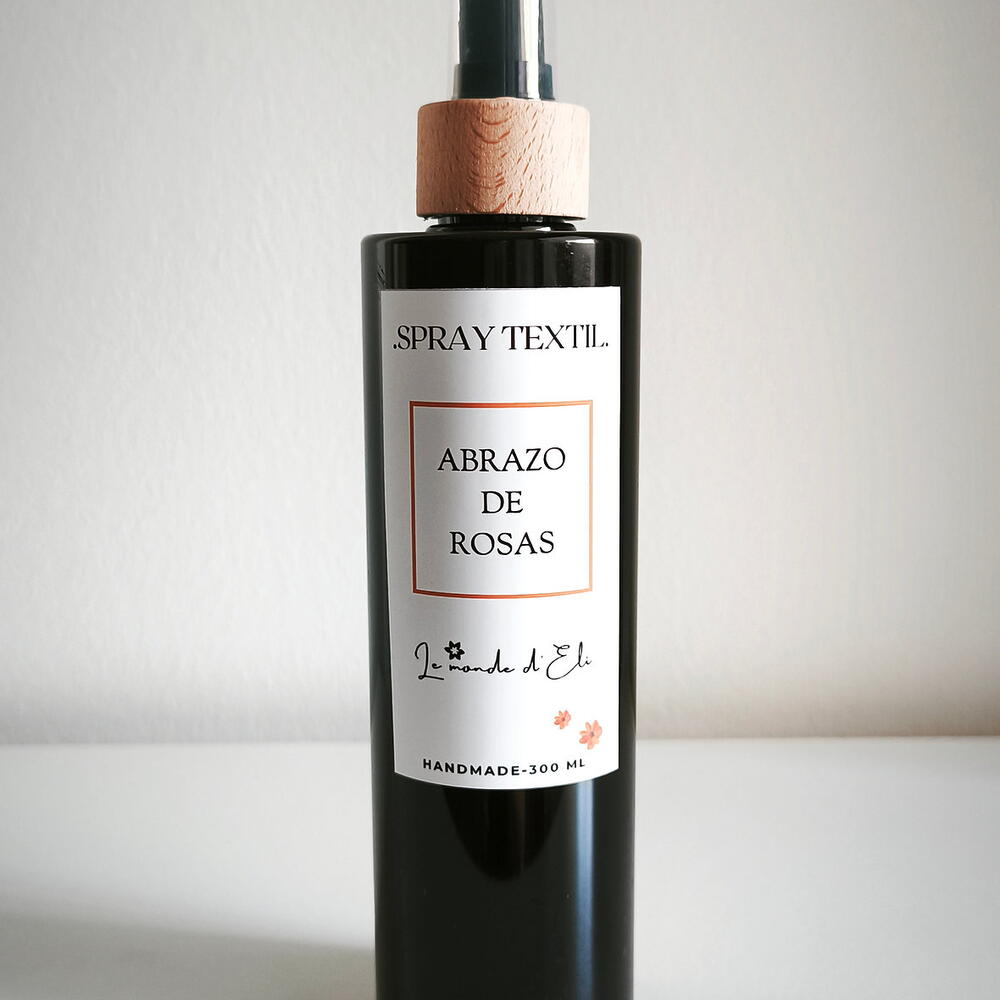 .SPRAY TEXTIL.
ABRAZO
DE
ROSAS
Le monde d'Eli
HANDMADE-300 ML